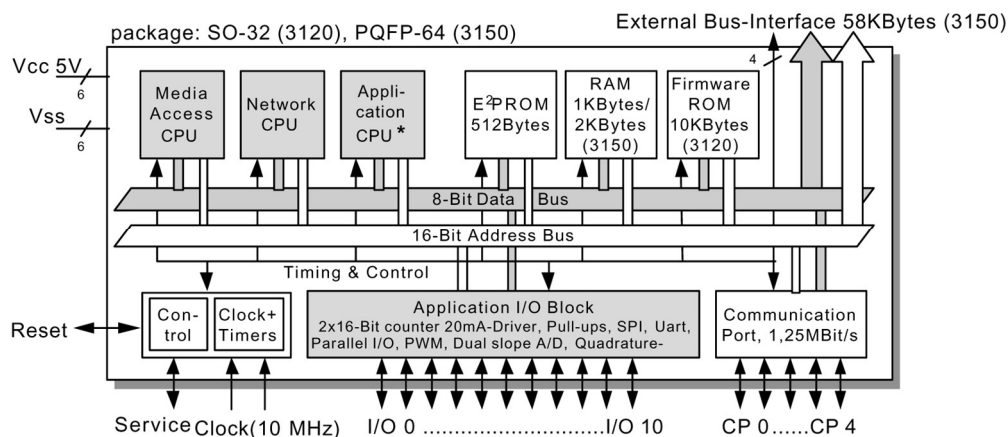 External Bus-Interface 58KBytes (3150)
package: SO-32 (3120), PQFP-64 (3150)
4
Vcc 5V
6
Vss
6
Media
Access
CPU
Network
CPU
Appli-
cation
CPU *
E²PROM
512Bytes
RAM
1KBytes/
2KBytes
(3150)
Firmware
ROM
10KBytes
(3120)
8-Bit Data Bus
16-Bit Address Bus
Timing & Control
Reset
Con-
trol
Clock+
Timers
Application I/O Block
2x16-Bit counter 20mA-Driver, Pull-ups, SPI, Uart,
Parallel I/O, PWM, Dual slope A/D, Quadrature-
Communication
Port, 1,25MBit/s
Service Clock(10 MHz) I/O 0 ..............................I/O 10 CP 0......CP 4